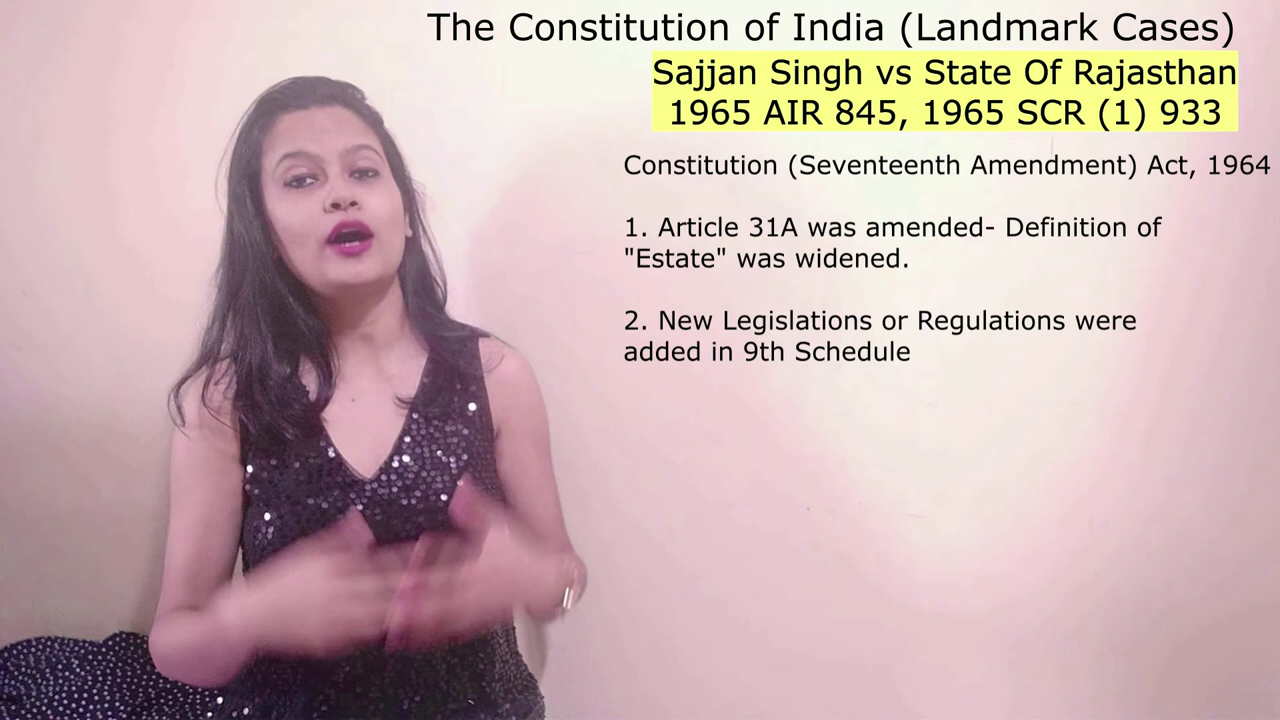 The Constitution of India (Landmark Cases)
Sajjan Singh vs State Of Rajasthan
1965 AIR 845, 1965 SCR (1) 933
Constitution (Seventeenth Amendment) Act, 1964
1. Article 31A was amended- Definition of
"Estate" was widened.
2. New Legislations or Regulations were
added in 9th Schedule